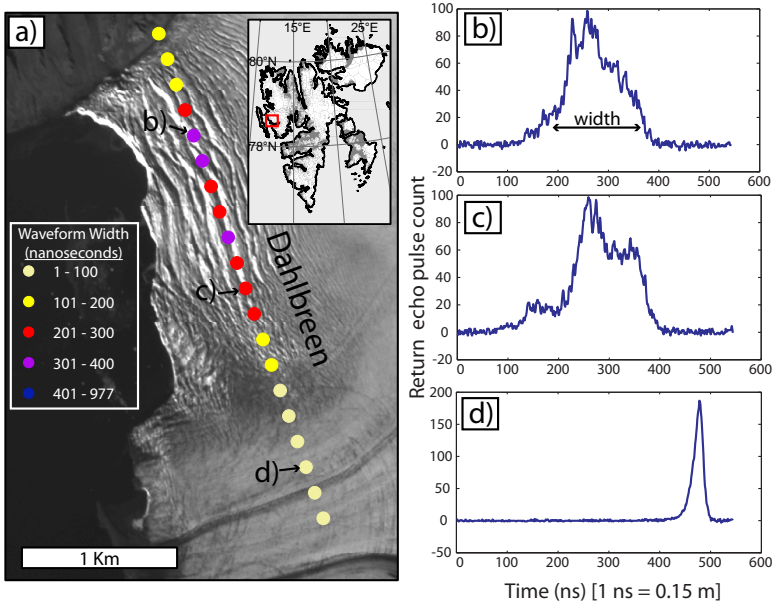 a)
15°E
25°E
80°N
78°N
b)
Dahlbreen
c)
d)
Waveform Width
(nanoseconds)
1 - 100
101 - 200
201 - 300
301 - 400
401 - 977
1 Km
b)
width
100
80
60
40
20
0
-20
0 100 200 300 400 500 600
c)
100
80
60
40
20
0
-20
0 100 200 300 400 500 600
d)
200
150
100
50
0
-50
0 100 200 300 400 500 600
Return echo pulse count
Time (ns) [1 ns = 0.15 m]